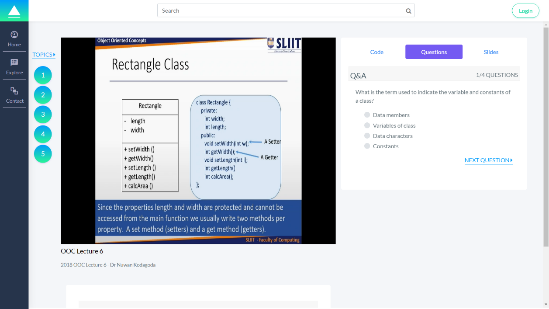 Search
Login
Home
Explore
Contact
TOPICS
1
2
3
4
5
Object Oriented Concepts
SLIIT
Rectangle Class
Rectangle
- length
- width
+ setWidth ()
+ getWidth()
+ setLength ()
+ getLength()
+ calcArea ()
class Rectangle {
private:
int width;
int length;
public:
void setWidth(int w);
int getWidth();
void setLength(int l);
int getLength()
int calcArea();
};
A Setter
A Getter
Since the properties length and width are protected and cannot be
accessed from the main function we usually write two methods per
property. A set method (setters) and a get method (getters).
SLIIT - Faculty of Computing
OOC Lecture 6
2018 OOC Lecture 6 - Dr Nuwan Kodagoda
Code
Questions
Slides
Q&A
1/4 QUESTIONS
What is the term used to indicate the variable and constants of
a class?
Data members
Variables of class
Data characters
Constants
NEXT QUESTION